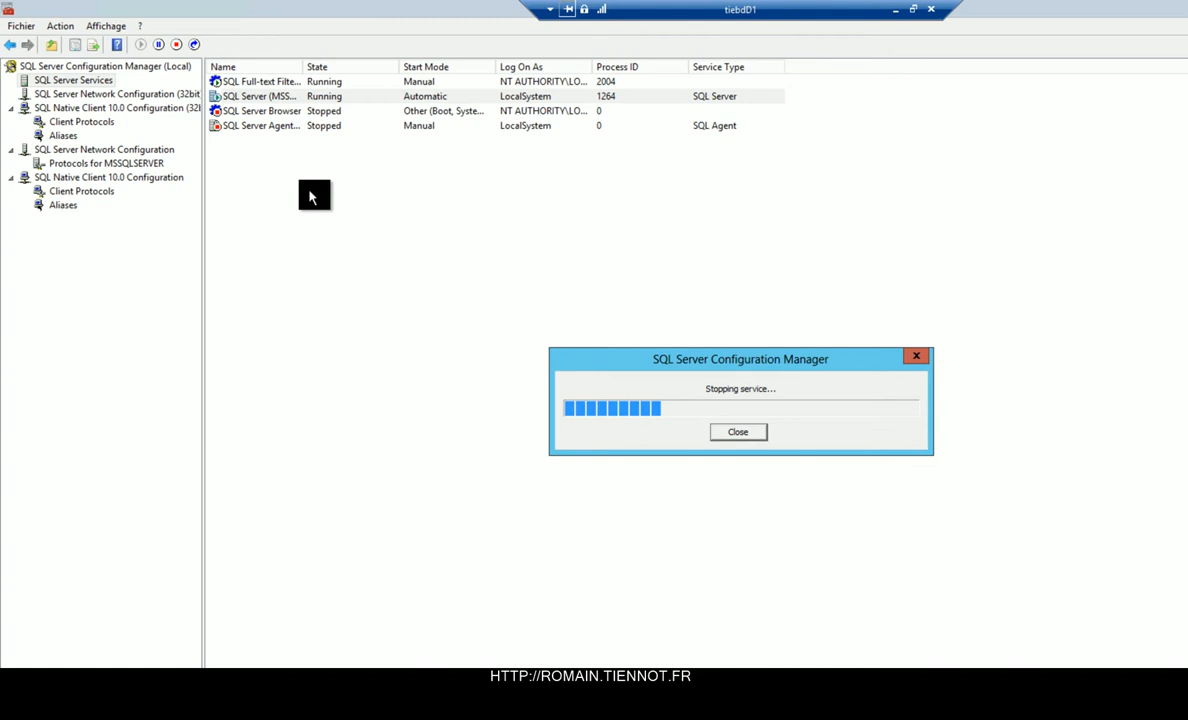 tiebdD1
Fichier Action Affichage ?
SQL Server Configuration Manager (Local)
SQL Server Services
SQL Server Network Configuration (32bit
SQL Native Client 10.0 Configuration (32b
Client Protocols
Aliases
SQL Server Network Configuration
Protocols for MSSQLSERVER
SQL Native Client 10.0 Configuration
Client Protocols
Aliases
Name State Start Mode Log On As Process ID Service Type
SQL Full-text Filte... Running Manual NT AUTHORITY\LO... 2004
SQL Server (MSS... Running Automatic LocalSystem 1264 SQL Server
SQL Server Browser Stopped Other (Boot, Syste... NT AUTHORITY\LO... 0
SQL Server Agent... Stopped Manual LocalSystem 0 SQL Agent
SQL Server Configuration Manager
Stopping service...
Close
HTTP://ROMAIN.TIENNOT.FR